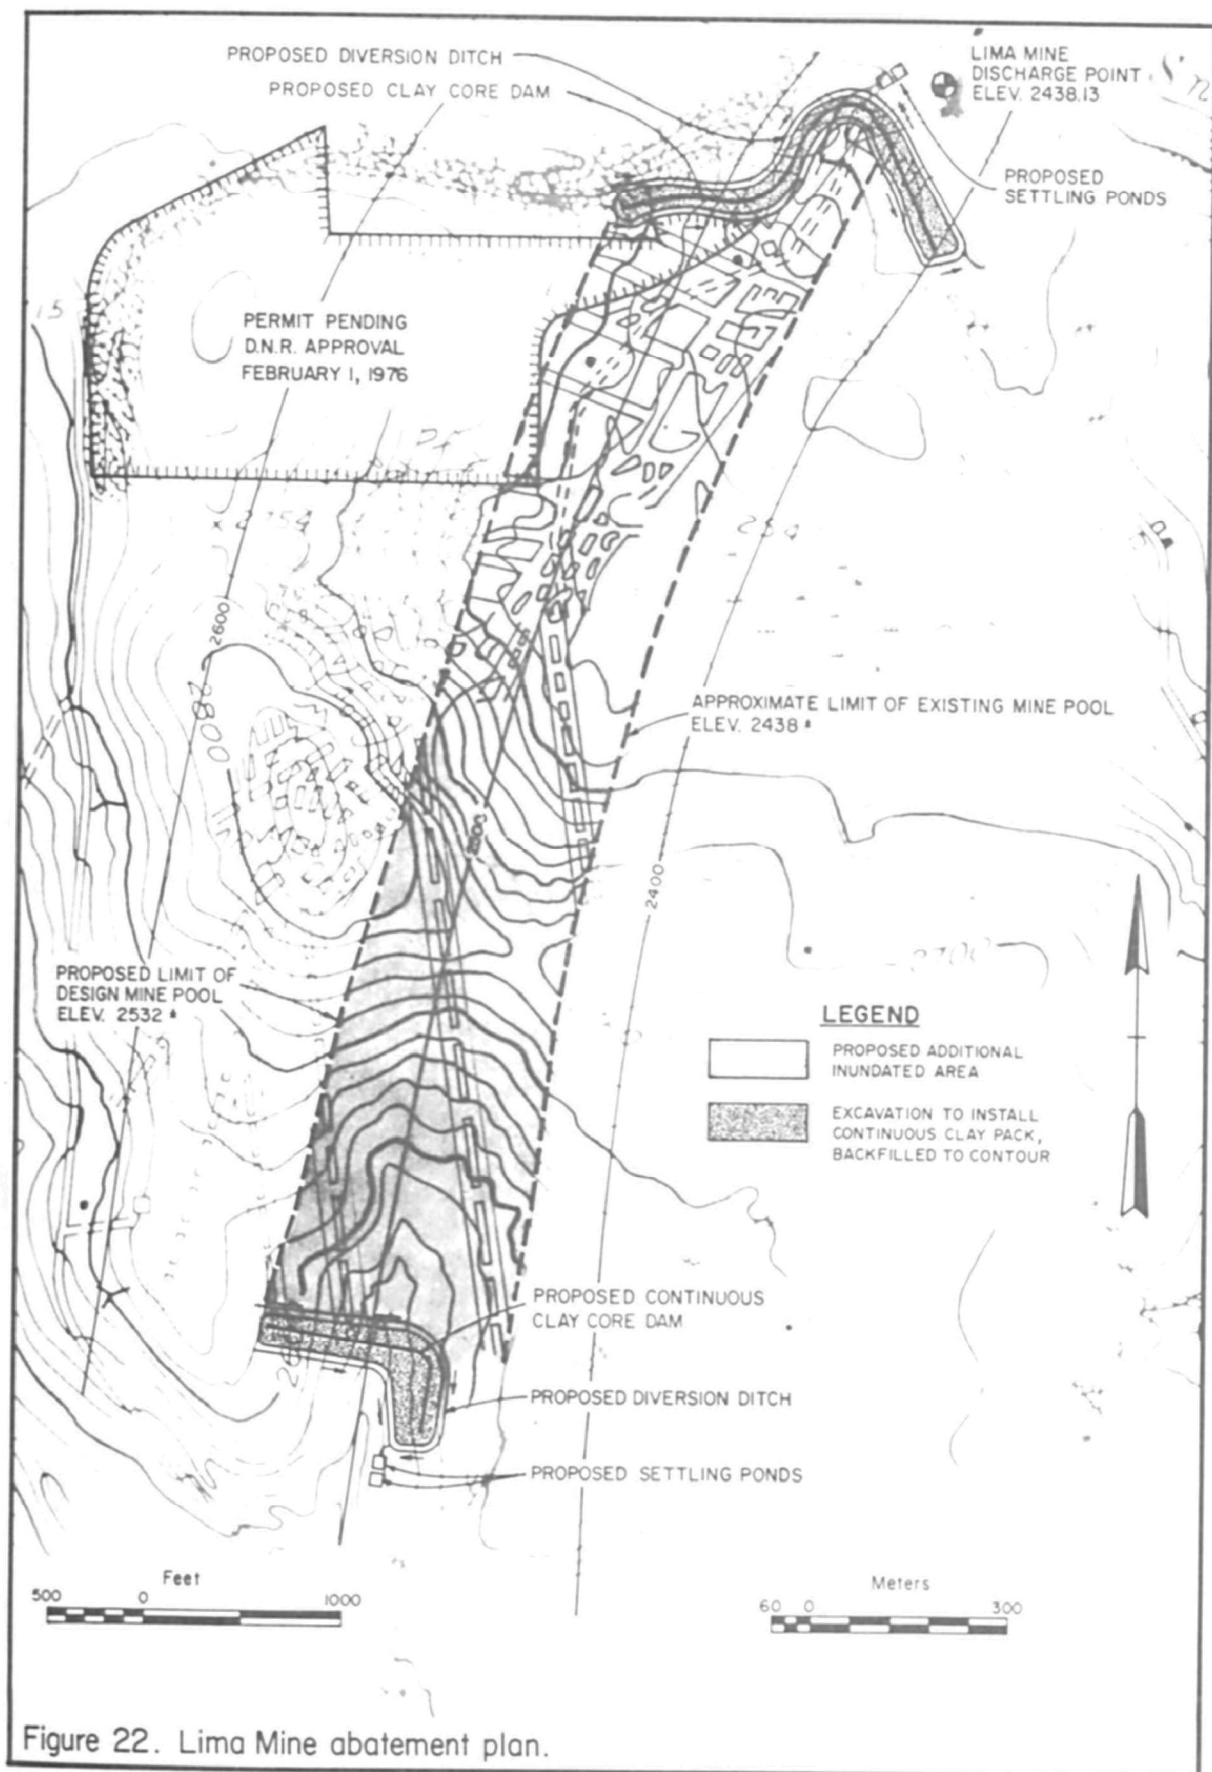 PROPOSED DIVERSION DITCH
PROPOSED CLAY CORE DAM
LIMA MINE
DISCHARGE POINT
ELEV. 2438.13
PROPOSED
SETTLING PONDS
PERMIT PENDING
D.N.R. APPROVAL
FEBRUARY 1, 1976
2600
2800
APPROXIMATE LIMIT OF EXISTING MINE POOL
ELEV. 2438 ±
2400
2700
PROPOSED LIMIT OF
DESIGN MINE POOL
ELEV. 2532 ±
LEGEND
PROPOSED ADDITIONAL
INUNDATED AREA
EXCAVATION TO INSTALL
CONTINUOUS CLAY PACK,
BACKFILLED TO CONTOUR
PROPOSED CONTINUOUS
CLAY CORE DAM
PROPOSED DIVERSION DITCH
PROPOSED SETTLING PONDS
Feet
500 0 1000
Meters
60 0 300
Figure 22. Lima Mine abatement plan.